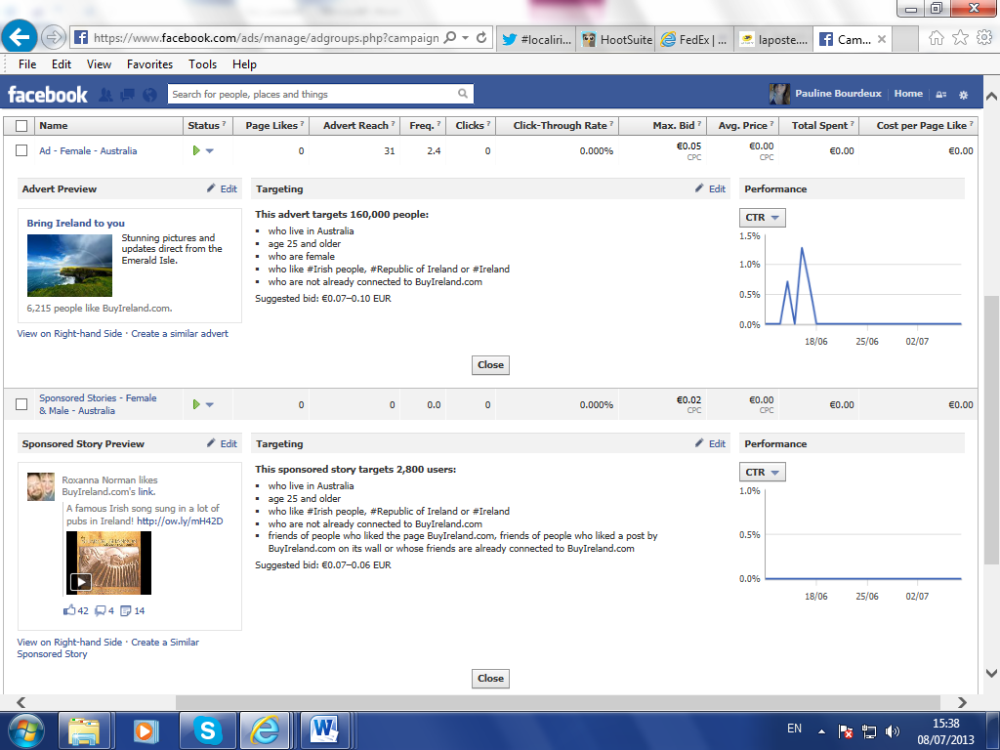 https://www.facebook.com/ads/manage/adgroups.php?campaign
#localiri...
HootSuite
FedEx | ...
laposte....
Cam...
File Edit View Favorites Tools Help
facebook
Search for people, places and things
Pauline Bourdeux Home
Name Status ? Page Likes ? Advert Reach ? Freq. ? Clicks ? Click-Through Rate ? Max. Bid ? Avg. Price ? Total Spent ? Cost per Page Like ?
Ad - Female - Australia 0 31 2.4 0 0.000% €0.05 €0.00 €0.00 €0.00
CPC CPC
Advert Preview Edit
Bring Ireland to you
Stunning pictures and
updates direct from the
Emerald Isle.
6,215 people like BuyIreland.com.
View on Right-hand Side · Create a similar advert
Targeting Edit
This advert targets 160,000 people:
who live in Australia
age 25 and older
who are female
who like #Irish people, #Republic of Ireland or #Ireland
who are not already connected to BuyIreland.com
Suggested bid: €0.07–0.10 EUR
Performance
CTR
1.5%
1.0%
0.5%
0.0%
18/06 25/06 02/07
Close
Sponsored Stories - Female
& Male - Australia
0 0 0.0 0 0.000% €0.02 €0.00 €0.00 €0.00
CPC CPC
Sponsored Story Preview Edit
Roxanna Norman likes
BuyIreland.com's link.
A famous Irish song sung in a lot of
pubs in Ireland! http://ow.ly/mH42D
42 4 14
View on Right-hand Side · Create a Similar
Sponsored Story
Targeting Edit
This sponsored story targets 2,800 users:
who live in Australia
age 25 and older
who like #Irish people, #Republic of Ireland or #Ireland
who are not already connected to BuyIreland.com
friends of people who liked the page BuyIreland.com, friends of people who liked a post by
BuyIreland.com on its wall or whose friends are already connected to BuyIreland.com
Suggested bid: €0.07–0.06 EUR
Performance
CTR
1.0%
0.5%
0.0%
18/06 25/06 02/07
Close
EN
15:38
08/07/2013